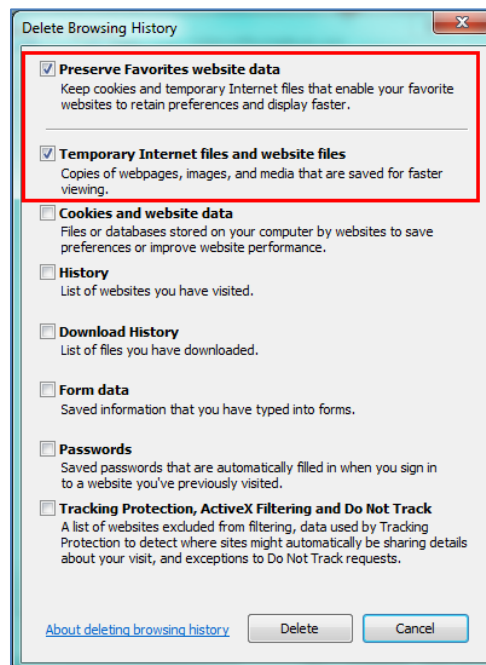 Delete Browsing History
Preserve Favorites website data
Keep cookies and temporary Internet files that enable your favorite
websites to retain preferences and display faster.
Temporary Internet files and website files
Copies of webpages, images, and media that are saved for faster
viewing.
Cookies and website data
Files or databases stored on your computer by websites to save
preferences or improve website performance.
History
List of websites you have visited.
Download History
List of files you have downloaded.
Form data
Saved information that you have typed into forms.
Passwords
Saved passwords that are automatically filled in when you sign in
to a website you've previously visited.
Tracking Protection, ActiveX Filtering and Do Not Track
A list of websites excluded from filtering, data used by Tracking
Protection to detect where sites might automatically be sharing details
about your visit, and exceptions to Do Not Track requests.
About deleting browsing history Delete Cancel